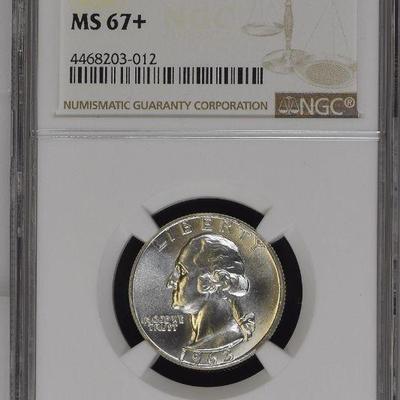 MS 67+
4468203-012
NUMISMATIC GUARANTY CORPORATION
NGC®
LIBERTY
IN GOD WE
TRUST